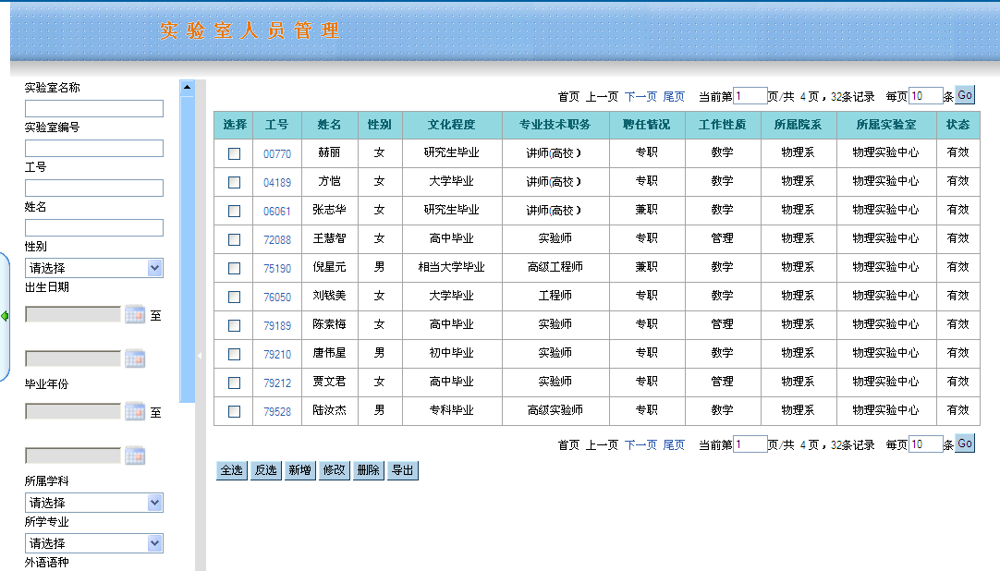 实验室人员管理
实验室名称
实验室编号
工号
姓名
性别
请选择
出生日期
至
毕业年份
至
所属学科
请选择
所学专业
请选择
外语语种
首页 上一页 下一页 尾页 当前第1页/共 4 页，32条记录 每页10条 Go
选择 工号 姓名 性别 文化程度 专业技术职务 聘任情况 工作性质 所属院系 所属实验室 状态
00770 赫丽 女 研究生毕业 讲师(高校) 专职 教学 物理系 物理实验中心 有效
04189 方恺 女 大学毕业 讲师(高校) 专职 教学 物理系 物理实验中心 有效
06061 张志华 女 研究生毕业 讲师(高校) 兼职 教学 物理系 物理实验中心 有效
72088 王慧智 女 高中毕业 实验师 专职 管理 物理系 物理实验中心 有效
75190 倪星元 男 相当大学毕业 高级工程师 兼职 教学 物理系 物理实验中心 有效
76050 刘钱美 女 大学毕业 工程师 专职 教学 物理系 物理实验中心 有效
79189 陈素梅 女 高中毕业 实验师 专职 管理 物理系 物理实验中心 有效
79210 唐伟星 男 初中毕业 实验师 专职 教学 物理系 物理实验中心 有效
79212 贾文君 女 高中毕业 实验师 专职 管理 物理系 物理实验中心 有效
79528 陆汝杰 男 专科毕业 高级实验师 专职 教学 物理系 物理实验中心 有效
首页 上一页 下一页 尾页 当前第1页/共 4 页，32条记录 每页10条 Go
全选 反选 新增 修改 删除 导出